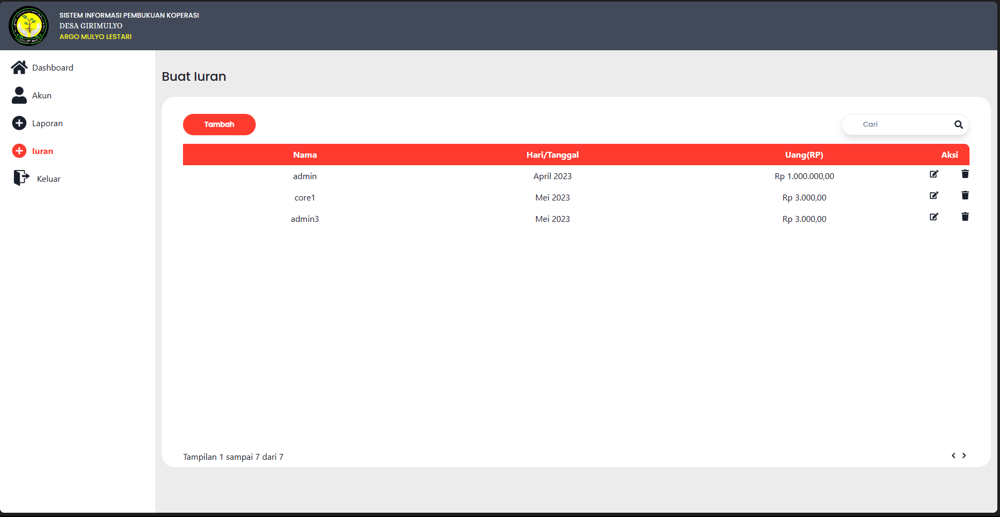 SISTEM INFORMASI PEMBUKUAN KOPERASI
DESA GIRIMULYO
ARGO MULYO LESTARI
Dashboard
Akun
Laporan
Iuran
Keluar
Buat Iuran
Tambah
Cari
Nama Hari/Tanggal Uang(RP) Aksi
admin April 2023 Rp 1.000.000,00
core1 Mei 2023 Rp 3.000,00
admin3 Mei 2023 Rp 3.000,00
Tampilan 1 sampai 7 dari 7